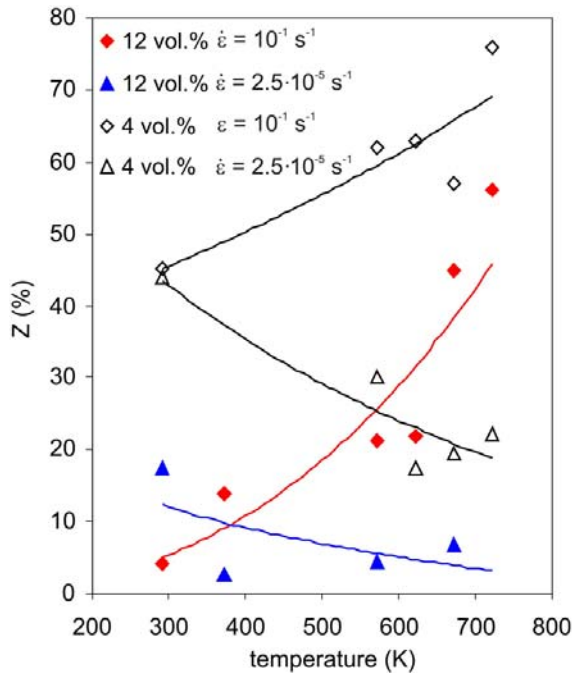 80
70
60
50
40
30
20
10
0
Z (%)
12 vol.% ε̇ = 10⁻¹ s⁻¹
12 vol.% ε̇ = 2.5·10⁻⁵ s⁻¹
4 vol.% ε = 10⁻¹ s⁻¹
4 vol.% ε̇ = 2.5·10⁻⁵ s⁻¹
200 300 400 500 600 700 800
temperature (K)